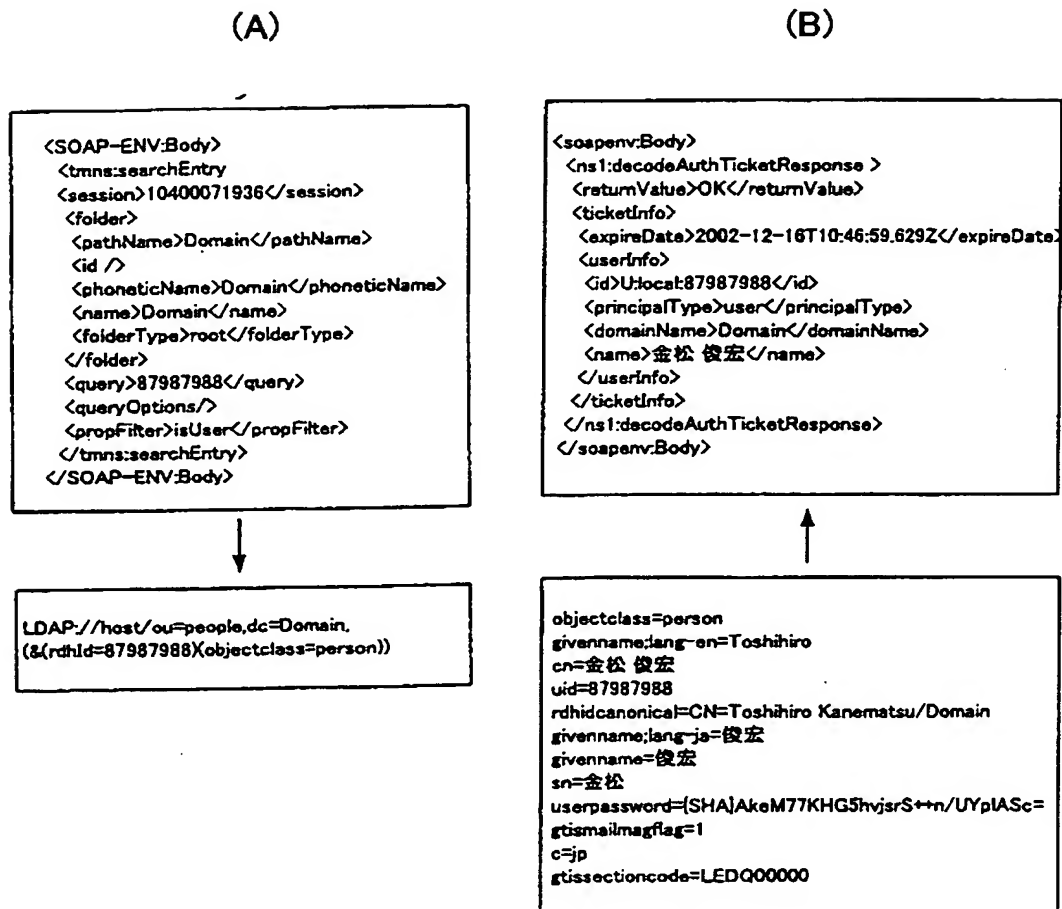 (A)
<SOAP-ENV:Body>
<tmns:searchEntry
<session>10400071936</session>
<folder>
<pathName>Domain</pathName>
<id />
<phoneticName>Domain</phoneticName>
<name>Domain</name>
<folderType>root</folderType>
</folder>
<query>87987988</query>
<queryOptions/>
<propFilter>isUser</propFilter>
</tmns:searchEntry>
</SOAP-ENV:Body>
LDAP://host/ou=people,dc=Domain,
(&(rdhId=87987988)(objectclass=person))
(B)
<soapenv:Body>
<ns1:decodeAuthTicketResponse >
<returnValue>OK</returnValue>
<ticketInfo>
<expireDate>2002-12-16T10:46:59.629Z</expireDate>
<userInfo>
<id>U:local:87987988</id>
<principalType>user</principalType>
<domainName>Domain</domainName>
<name>金松 俊宏</name>
</userInfo>
</ticketInfo>
</ns1:decodeAuthTicketResponse>
</soapenv:Body>
objectclass=person
givenname;lang-en=Toshihiro
cn=金松 俊宏
uid=87987988
rdhidcanonical=CN=Toshihiro Kanematsu/Domain
givenname;lang-ja=俊宏
givenname=俊宏
sn=金松
userpassword={SHA}AkeM77KHG5hvjsrS++n/UYplASc=
gtismailmagflag=1
c=jp
gtissectioncode=LEDQ00000